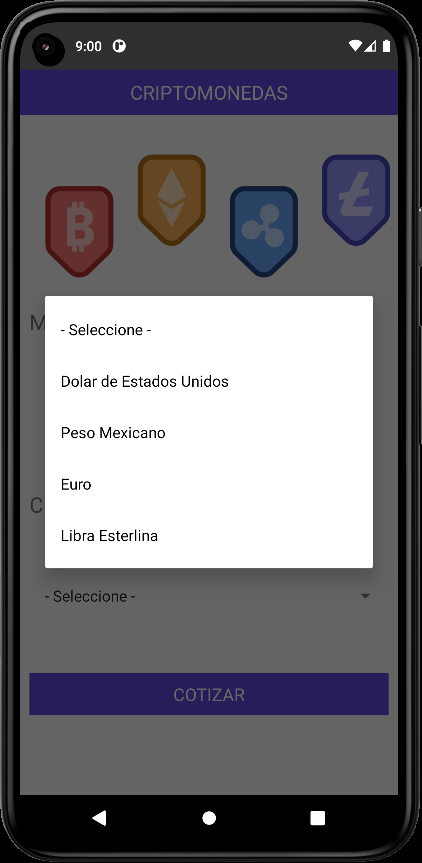 9:00
CRIPTOMONEDAS
M
- Seleccione -
Dolar de Estados Unidos
Peso Mexicano
Euro
C
Libra Esterlina
- Seleccione -
COTIZAR